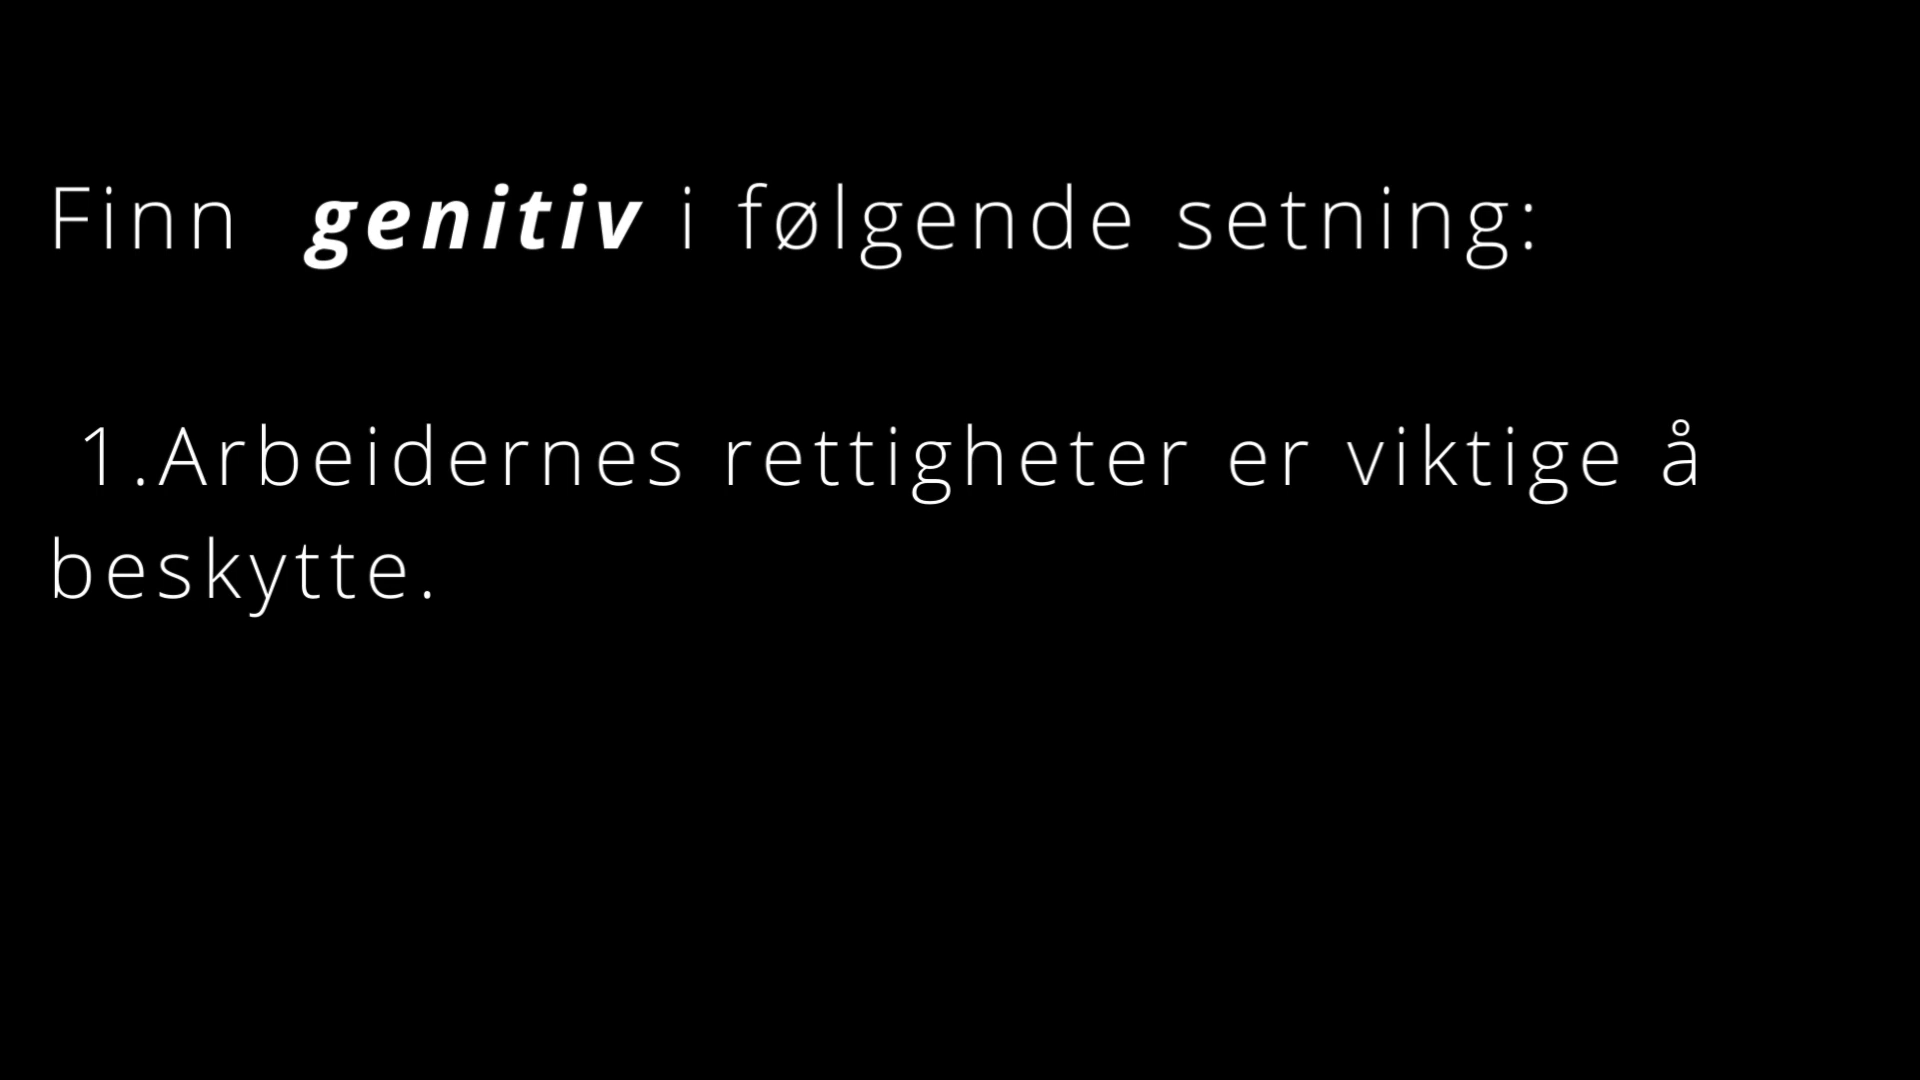 Finn genitiv i følgende setning:
1.Arbeidernes rettigheter er viktige å
beskytte.